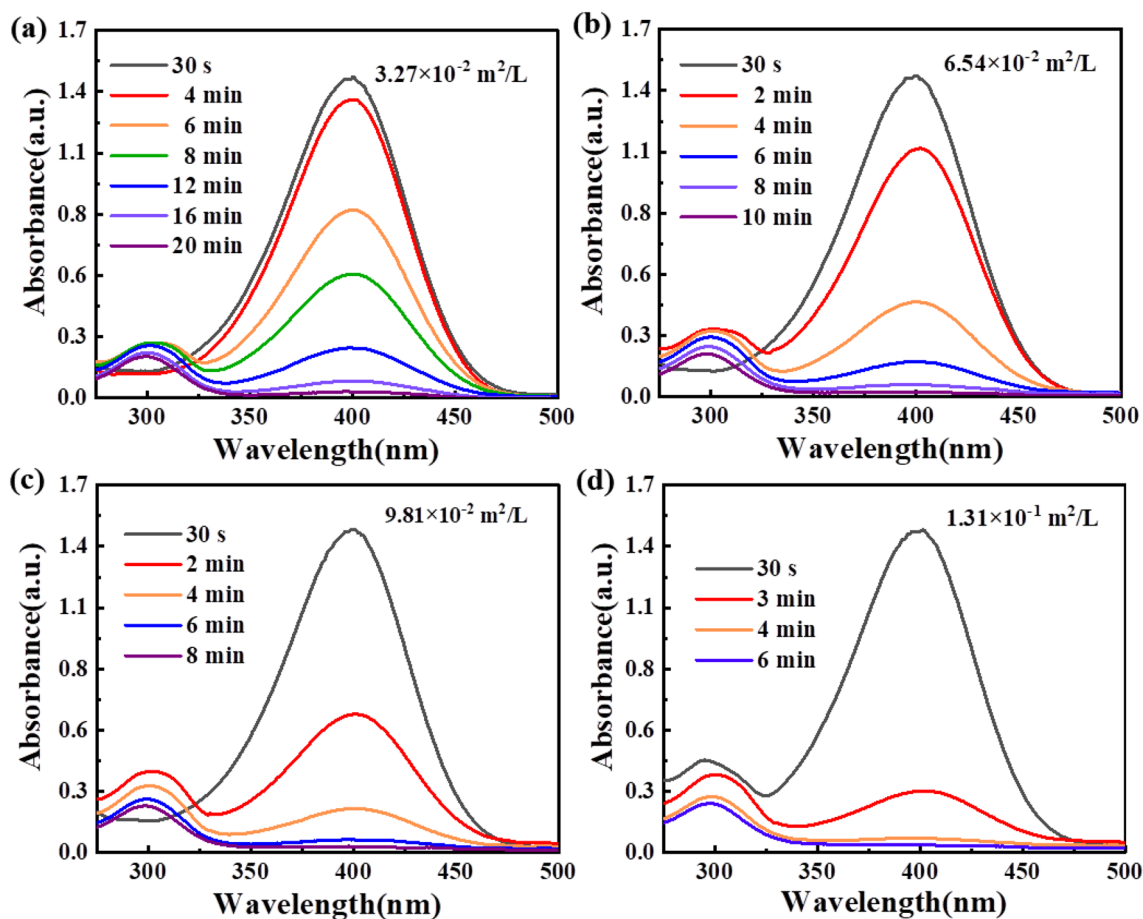 (a)
1.7
1.4
1.1
0.8
0.6
0.3
0.0
Absorbance(a.u.)
30 s
4 min
6 min
8 min
12 min
16 min
20 min
3.27×10⁻² m²/L
300 350 400 450 500
Wavelength(nm)
(b)
1.7
1.4
1.1
0.8
0.6
0.3
0.0
Absorbance(a.u.)
30 s
2 min
4 min
6 min
8 min
10 min
6.54×10⁻² m²/L
300 350 400 450 500
Wavelength(nm)
(c)
1.7
1.4
1.1
0.8
0.6
0.3
0.0
Absorbance(a.u.)
30 s
2 min
4 min
6 min
8 min
9.81×10⁻² m²/L
300 350 400 450 500
Wavelength(nm)
(d)
1.7
1.4
1.1
0.8
0.6
0.3
0.0
Absorbance(a.u.)
30 s
3 min
4 min
6 min
1.31×10⁻¹ m²/L
300 350 400 450 500
Wavelength(nm)